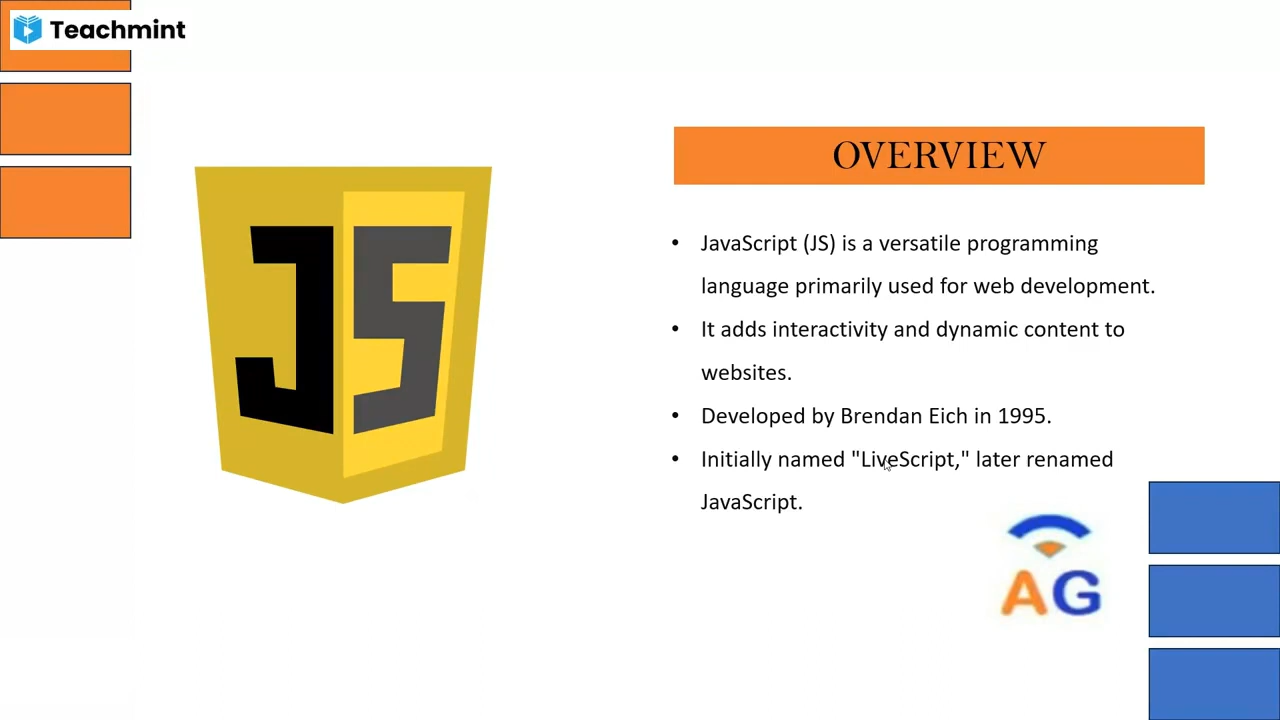 Teachmint
JS
OVERVIEW
• JavaScript (JS) is a versatile programming
language primarily used for web development.
• It adds interactivity and dynamic content to
websites.
• Developed by Brendan Eich in 1995.
• Initially named "LiveScript," later renamed
JavaScript.
AG